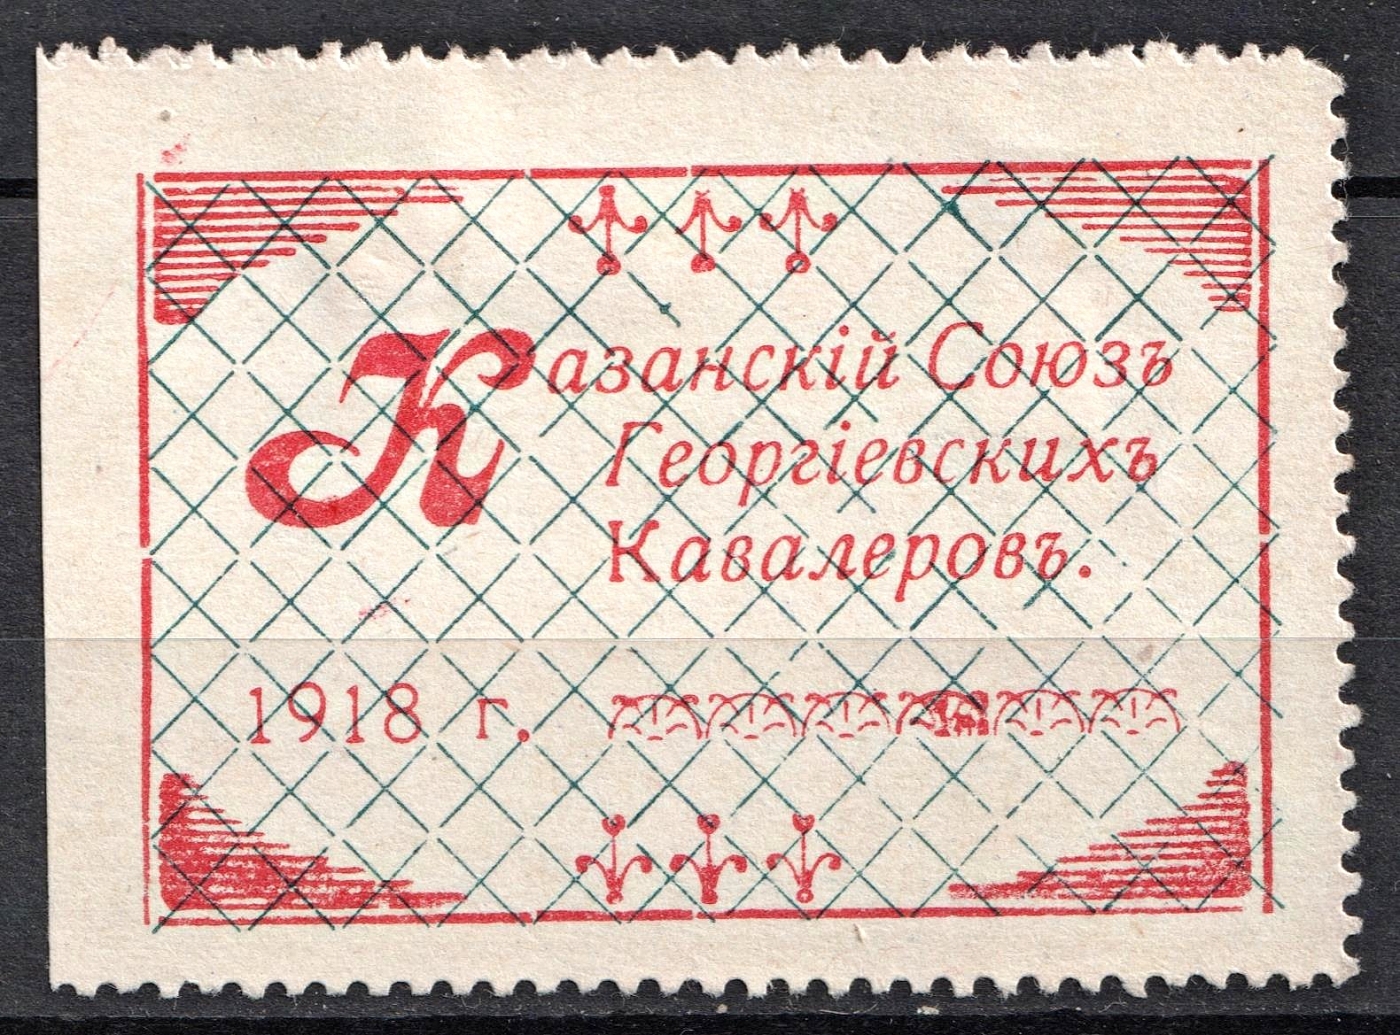 Казанскій Союзъ
Георгіевскихъ
Кавалеровъ.
1918 г.